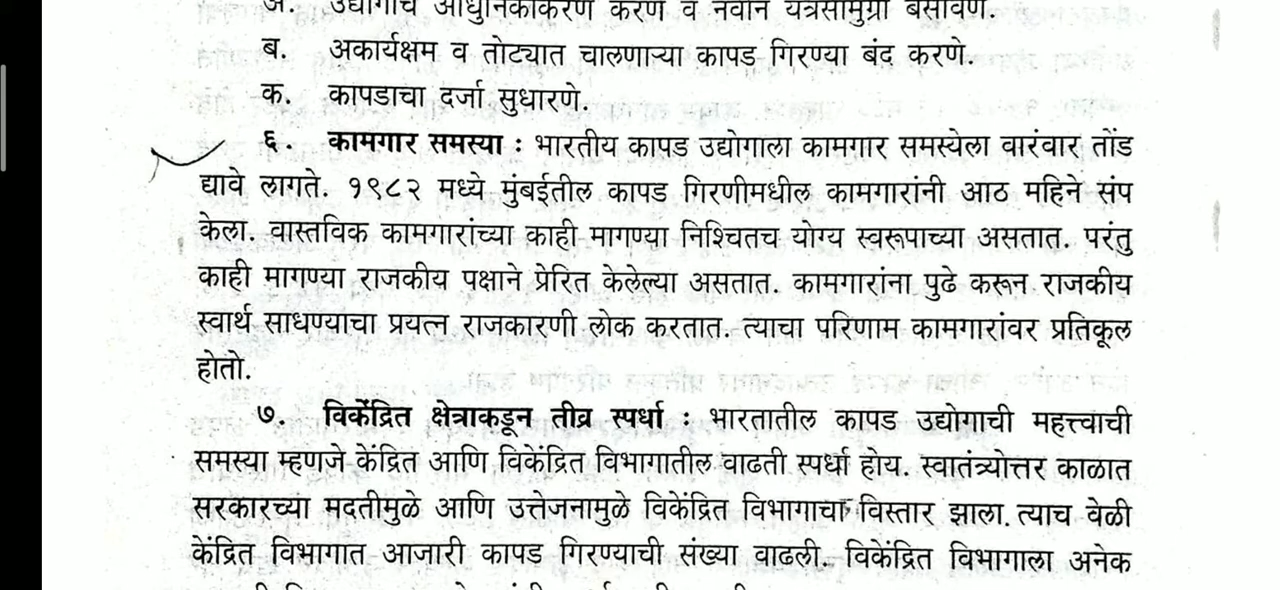 अ. उद्योगाचे आधुनिकीकरण करणे व नवीन यंत्रसामुग्री बसविणे.
ब. अकार्यक्षम व तोट्यात चालणाऱ्या कापड गिरण्या बंद करणे.
क. कापडाचा दर्जा सुधारणे.
६. कामगार समस्या : भारतीय कापड उद्योगाला कामगार समस्येला वारंवार तोंड
द्यावे लागते. १९८२ मध्ये मुंबईतील कापड गिरणीमधील कामगारांनी आठ महिने संप
केला. वास्तविक कामगारांच्या काही मागण्या निश्चितच योग्य स्वरूपाच्या असतात. परंतु
काही मागण्या राजकीय पक्षाने प्रेरित केलेल्या असतात. कामगारांना पुढे करून राजकीय
स्वार्थ साधण्याचा प्रयत्न राजकारणी लोक करतात. त्याचा परिणाम कामगारांवर प्रतिकूल
होतो.
७. विकेंद्रित क्षेत्राकडून तीव्र स्पर्धा : भारतातील कापड उद्योगाची महत्त्वाची
समस्या म्हणजे केंद्रित आणि विकेंद्रित विभागातील वाढती स्पर्धा होय. स्वातंत्र्योत्तर काळात
सरकारच्या मदतीमुळे आणि उत्तेजनामुळे विकेंद्रित विभागाचा विस्तार झाला. त्याच वेळी
केंद्रित विभागात आजारी कापड गिरण्याची संख्या वाढली. विकेंद्रित विभागाला अनेक